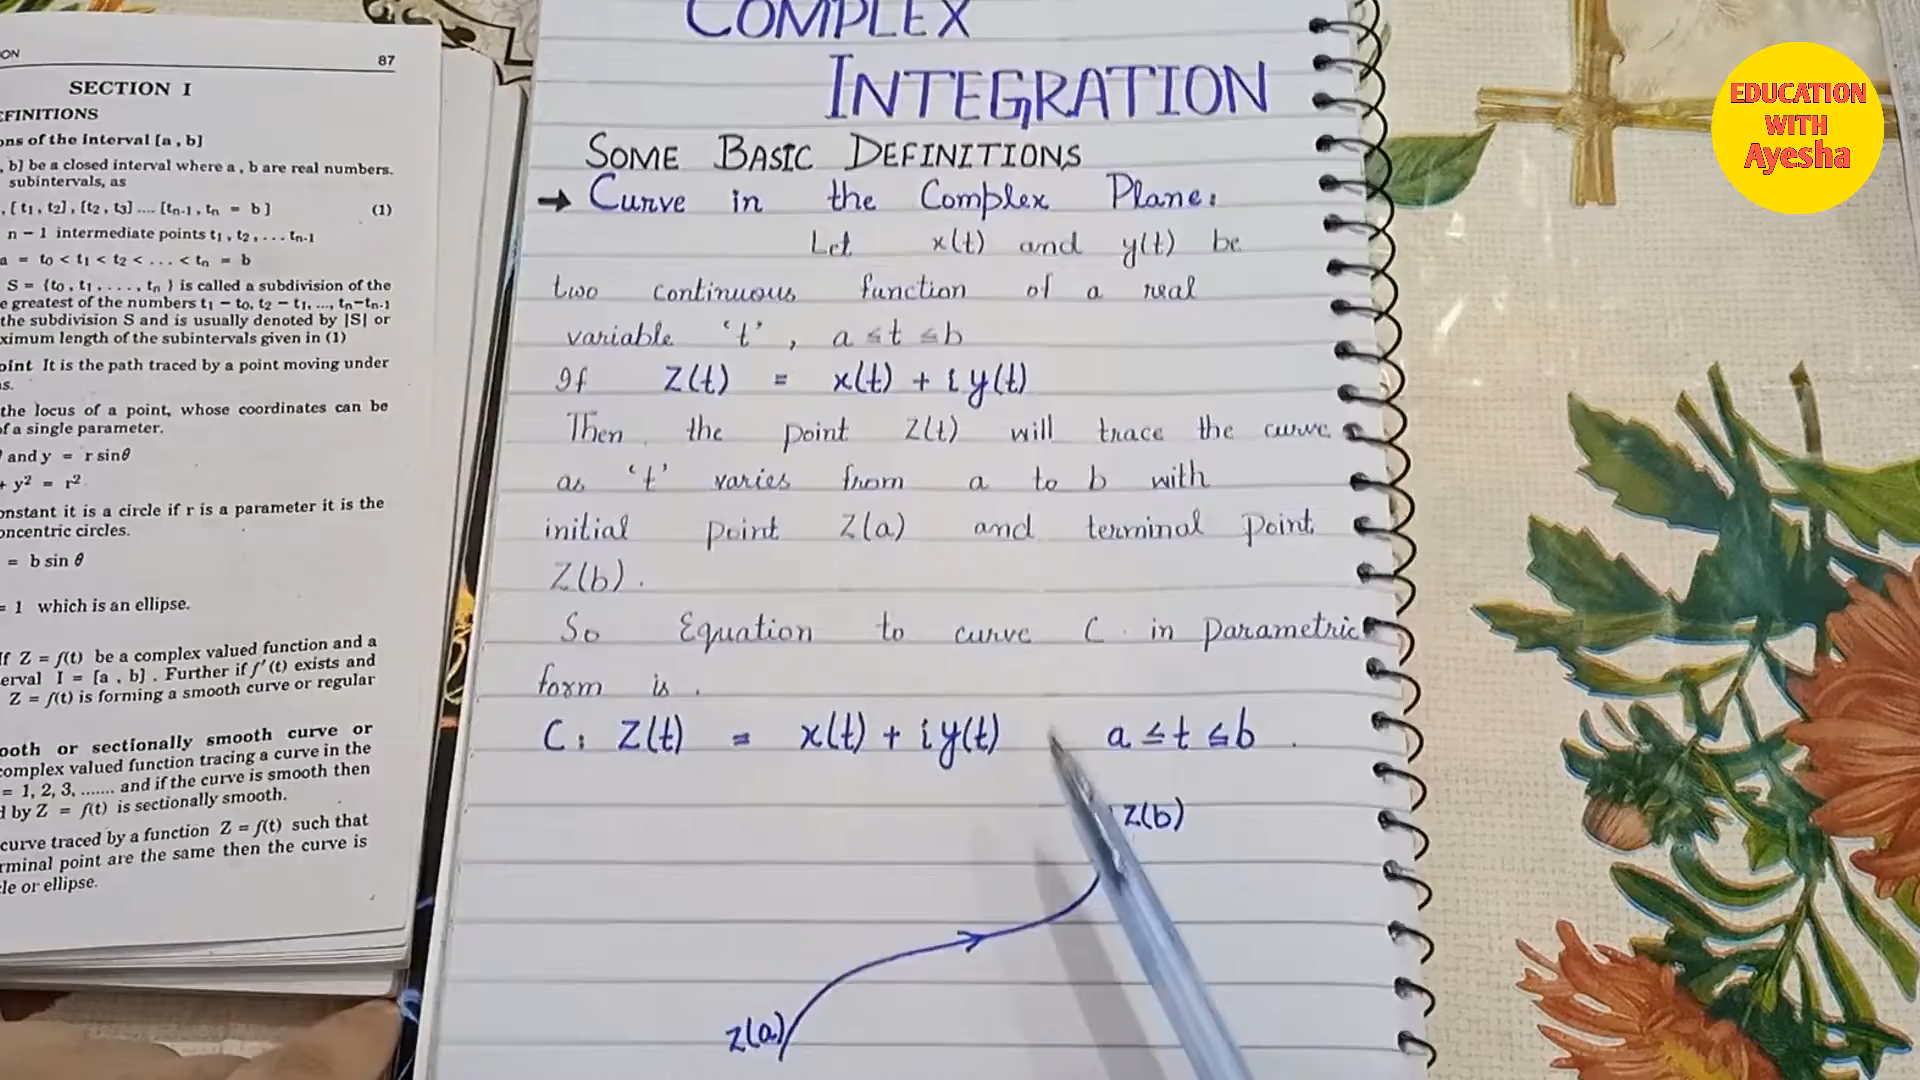 ON
87
SECTION I
EFINITIONS
ons of the interval [a , b]
, b] be a closed interval where a , b are real numbers.
subintervals, as
, [ t1 , t2] , [t2 , t3] .... [tn-1 , tn = b ] (1)
n – 1 intermediate points t1 , t2 , . . . tn-1
a = t0 < t1 < t2 < . . . < tn = b
S = {t0 , t1 . . . . , tn } is called a subdivision of the
e greatest of the numbers t1 – t0, t2 – t1, ..., tn–tn-1
the subdivision S and is usually denoted by |S| or
ximum length of the subintervals given in (1)
oint It is the path traced by a point moving under
s.
the locus of a point, whose coordinates can be
of a single parameter.
and y = r sinθ
+ y² = r²
onstant it is a circle if r is a parameter it is the
oncentric circles.
= b sin θ
= 1 which is an ellipse.
If Z = f(t) be a complex valued function and a
erval I = [a , b] . Further if f′(t) exists and
Z = f(t) is forming a smooth curve or regular
ooth or sectionally smooth curve or
complex valued function tracing a curve in the
= 1, 2, 3, ....... and if the curve is smooth then
d by Z = f(t) is sectionally smooth.
curve traced by a function Z = f(t) such that
rminal point are the same then the curve is
le or ellipse.
COMPLEX
INTEGRATION
SOME BASIC DEFINITIONS
→ Curve in the Complex Plane:
Let x(t) and y(t) be
two continuous function of a real
variable 't' , a ≤ t ≤ b
If Z(t) = x(t) + i y(t)
Then the point Z(t) will trace the curve
as 't' varies from a to b with
initial point Z(a) and terminal point
Z(b) .
So Equation to curve C in parametric
form is .
C : Z(t) = x(t) + i y(t) a ≤ t ≤ b .
Z(b)
Z(a)
EDUCATION
WITH
Ayesha